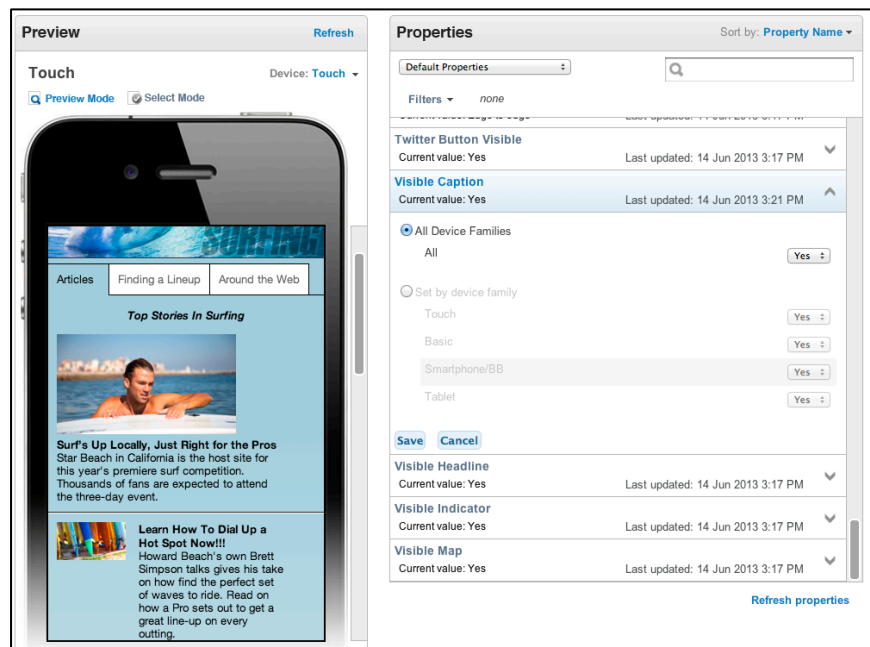 Preview
Refresh
Touch
Device: Touch
Preview Mode
Select Mode
SURFING
Articles
Finding a Lineup
Around the Web
Top Stories In Surfing
Surf's Up Locally, Just Right for the Pros
Star Beach in California is the host site for
this year's premiere surf competition.
Thousands of fans are expected to attend
the three-day event.
Learn How To Dial Up a
Hot Spot Now!!!
Howard Beach's own Brett
Simpson talks gives his take
on how find the perfect set
of waves to ride. Read on
how a Pro sets out to get a
great line-up on every
outting.
Properties
Sort by: Property Name
Default Properties
Filters
none
Twitter Button Visible
Current value: Yes
Last updated: 14 Jun 2013 3:17 PM
Visible Caption
Current value: Yes
Last updated: 14 Jun 2013 3:21 PM
All Device Families
All
Yes
Set by device family
Touch
Yes
Basic
Yes
Smartphone/BB
Yes
Tablet
Yes
Save
Cancel
Visible Headline
Current value: Yes
Last updated: 14 Jun 2013 3:17 PM
Visible Indicator
Current value: Yes
Last updated: 14 Jun 2013 3:17 PM
Visible Map
Current value: Yes
Last updated: 14 Jun 2013 3:17 PM
Refresh properties